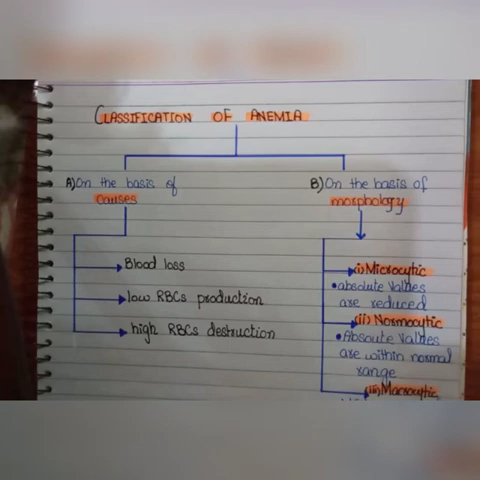 CLASSIFICATION OF ANEMIA
A) On the basis of
causes
Blood loss
low RBCs production
high RBCs destruction
B) On the basis of
morphology
(i) Microcytic
• absolute Values
are reduced
(ii) Normocytic
• Absoute Values
are within normal
range
(iii) Macrocytic